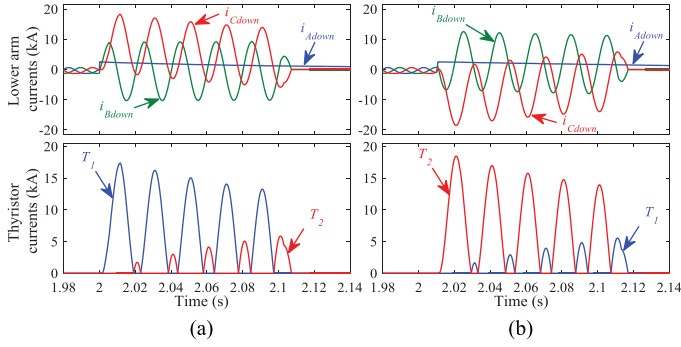 20
10
0
-10
-20
Lower arm
currents (kA)
i_Cdown
i_Adown
i_Bdown
20
10
0
-10
-20
i_Bdown
i_Adown
i_Cdown
20
15
10
5
0
Thyristor
currents (kA)
T_1
T_2
1.98 2 2.02 2.04 2.06 2.08 2.1 2.12 2.14
Time (s)
(a)
20
15
10
5
0
T_2
T_1
1.98 2 2.02 2.04 2.06 2.08 2.1 2.12 2.14
Time (s)
(b)